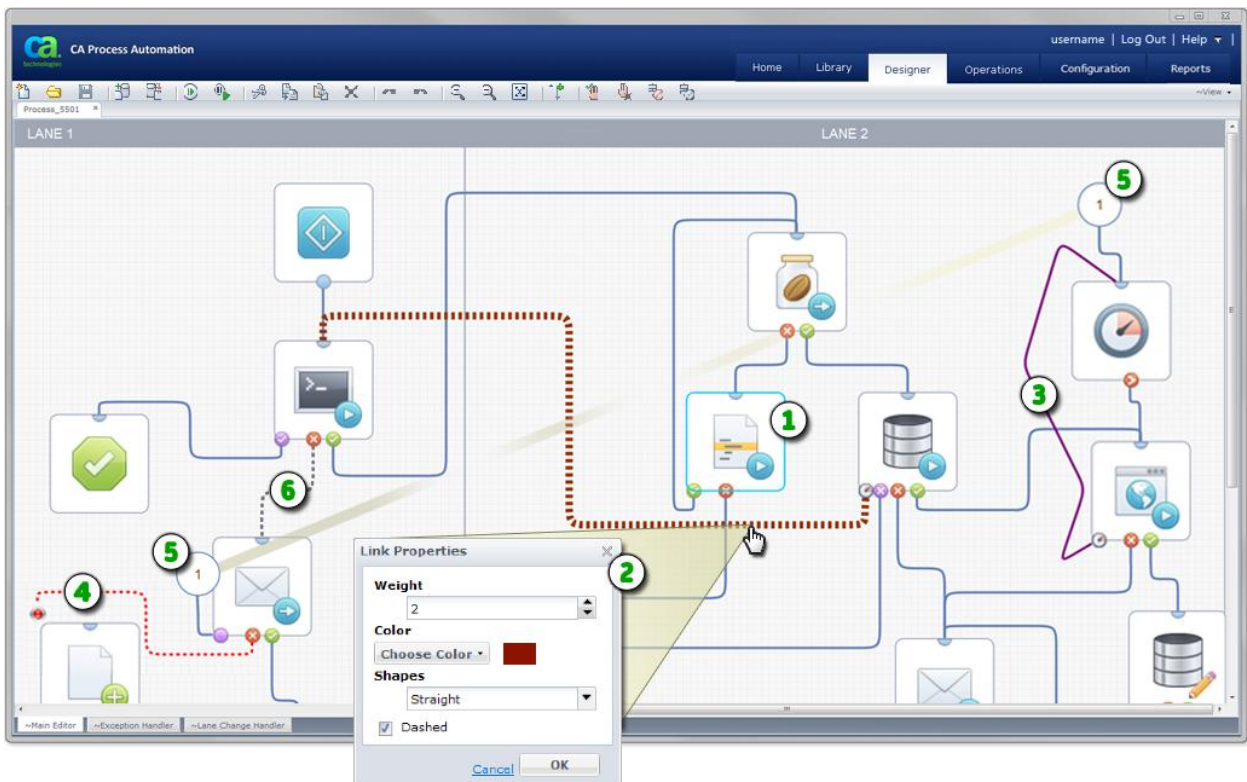 username | Log Out | Help
ca.
technologies
CA Process Automation
Home Library Designer Operations Configuration Reports
Process_5501
~View
LANE 1
LANE 2
5
1
1
3
6
5
1
4
Link Properties
2
Weight
2
Color
Choose Color
Shapes
Straight
Dashed
Cancel
OK
~Main Editor
~Exception Handler
~Lane Change Handler